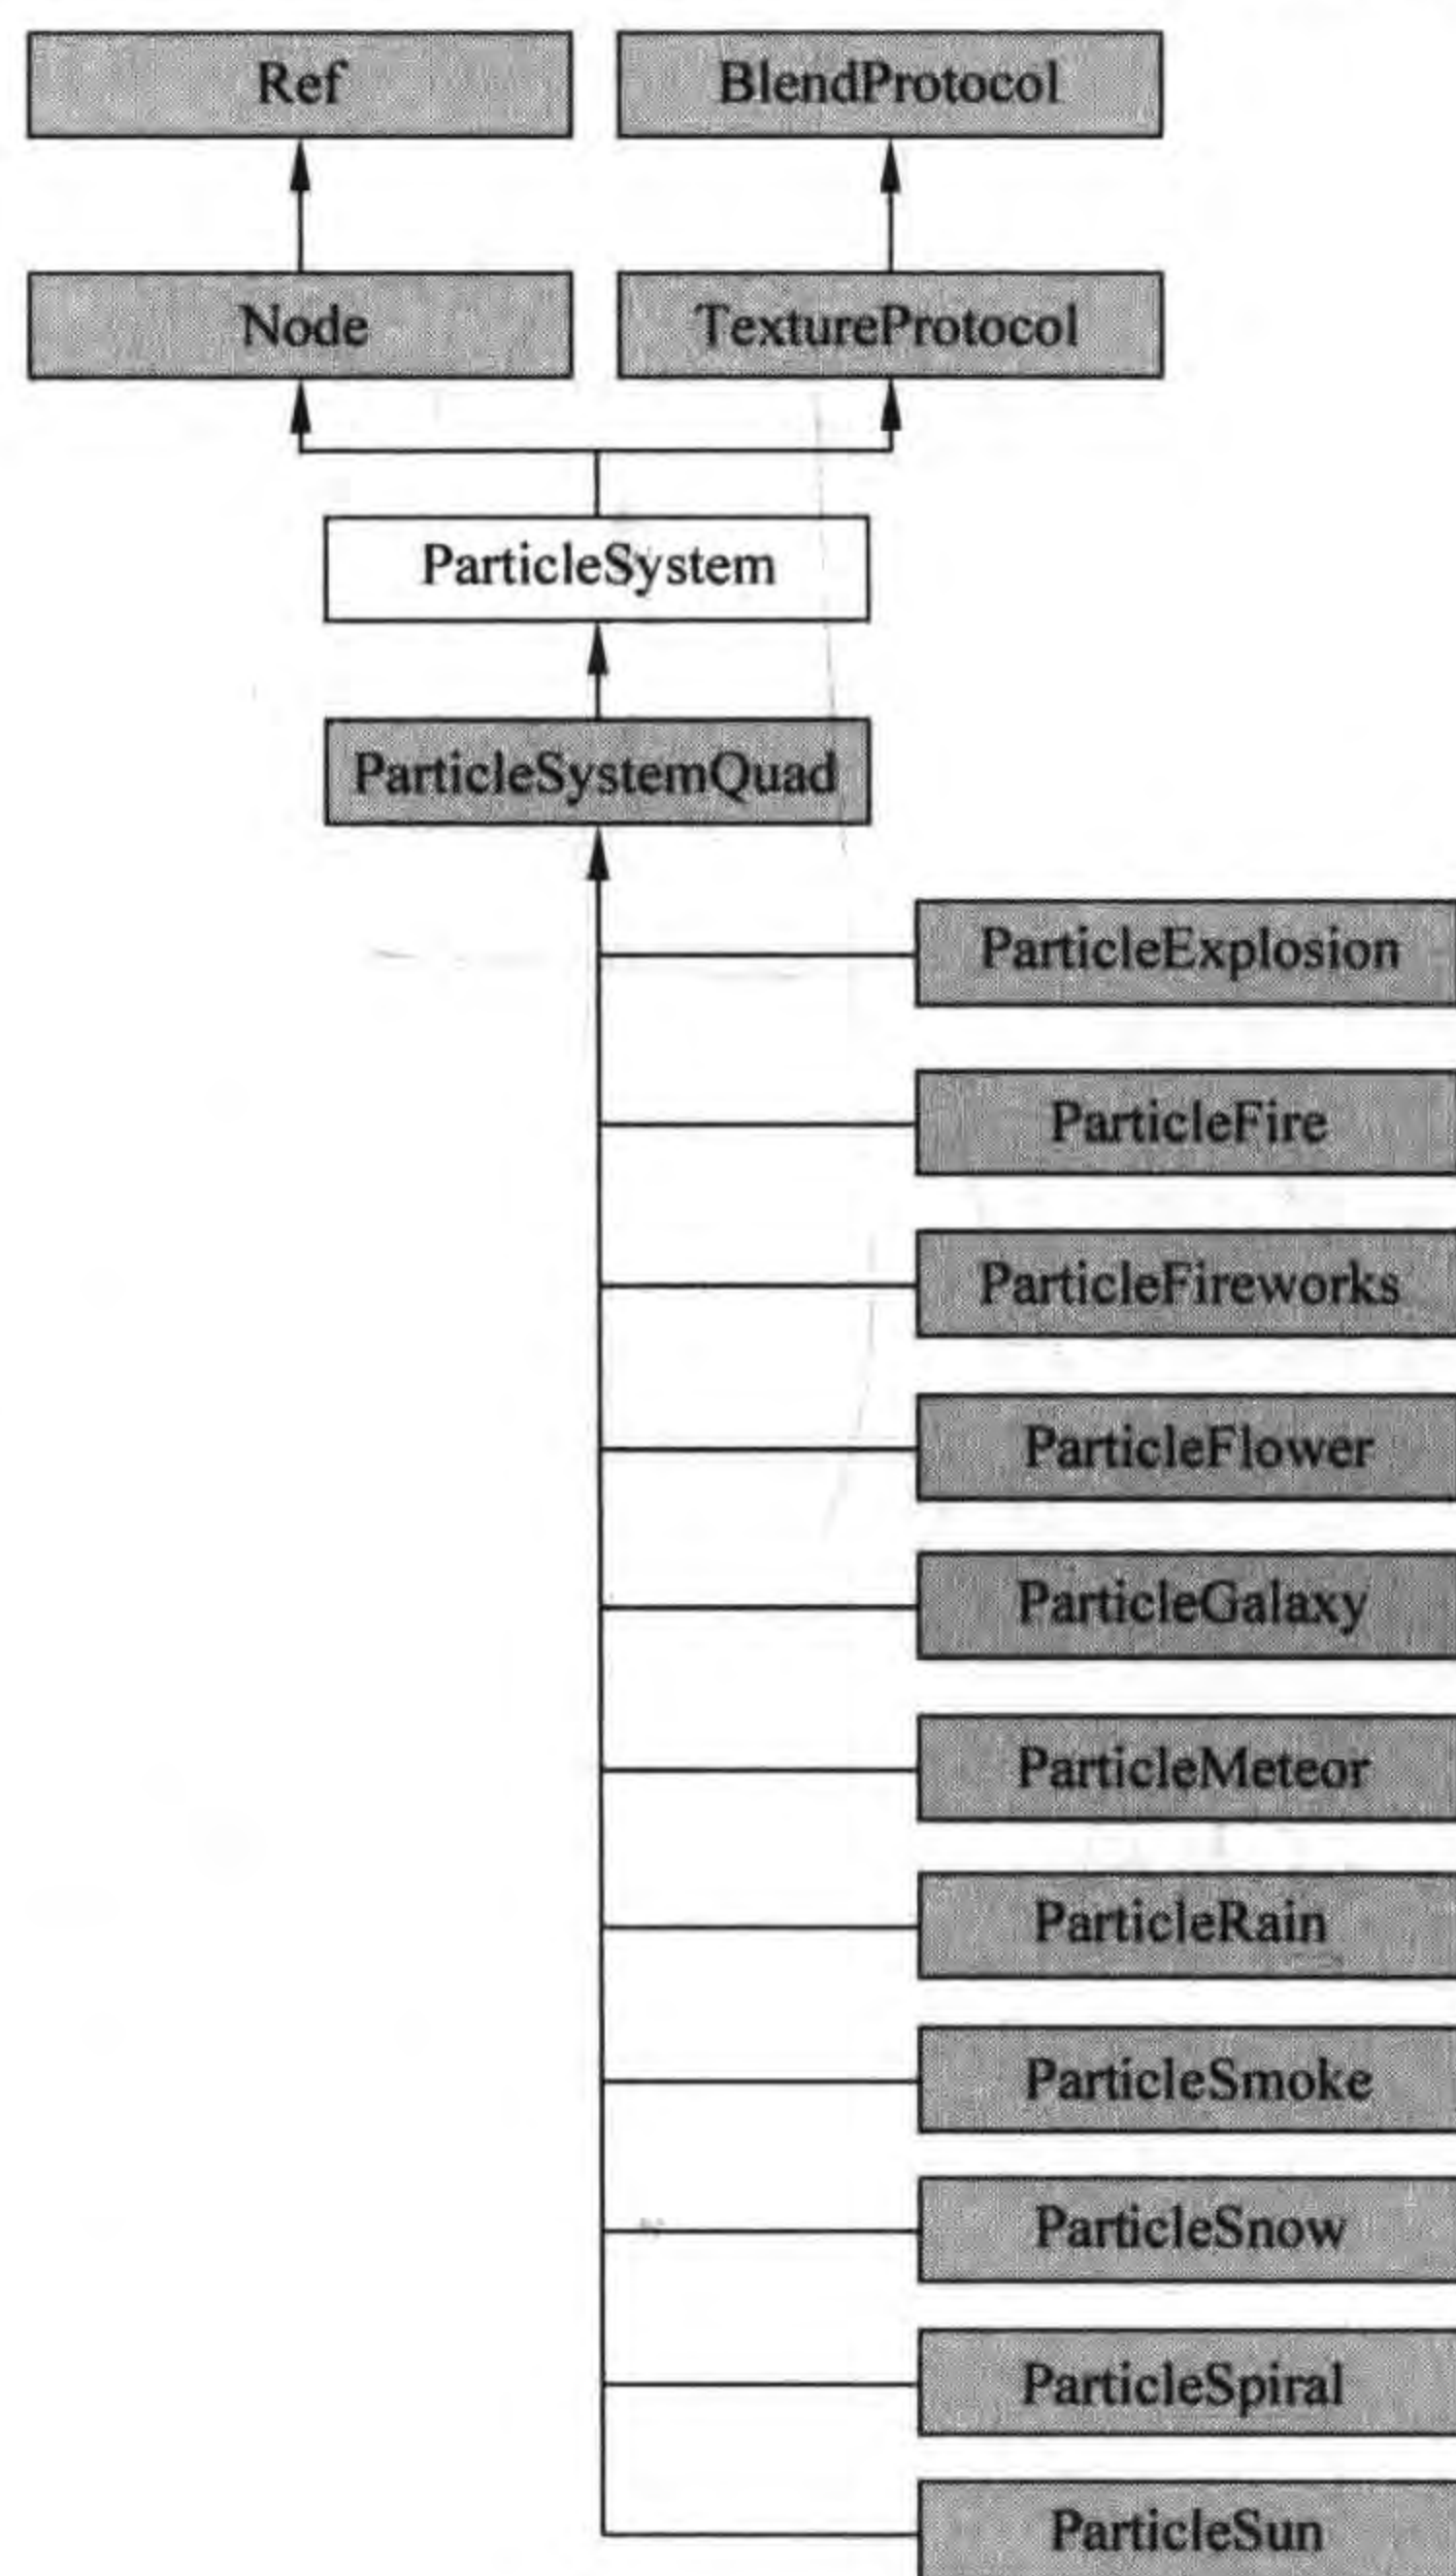 Ref
BlendProtocol
Node
TextureProtocol
ParticleSystem
ParticleSystemQuad
ParticleExplosion
ParticleFire
ParticleFireworks
ParticleFlower
ParticleGalaxy
ParticleMeteor
ParticleRain
ParticleSmoke
ParticleSnow
ParticleSpiral
ParticleSun